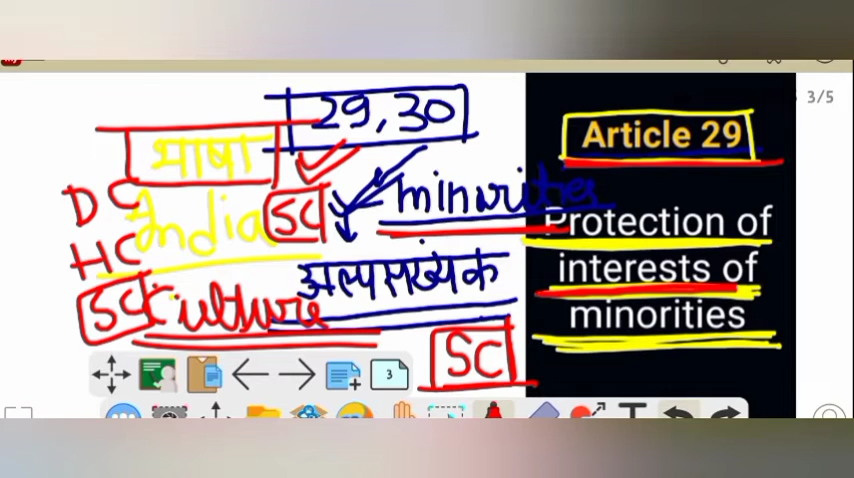 29,30
भाषा
DC
India
SC
minorities
HC
अल्पसंख्यक
SC
Culture
SC
3/5
Article 29
Protection of
interests of
minorities
3
T